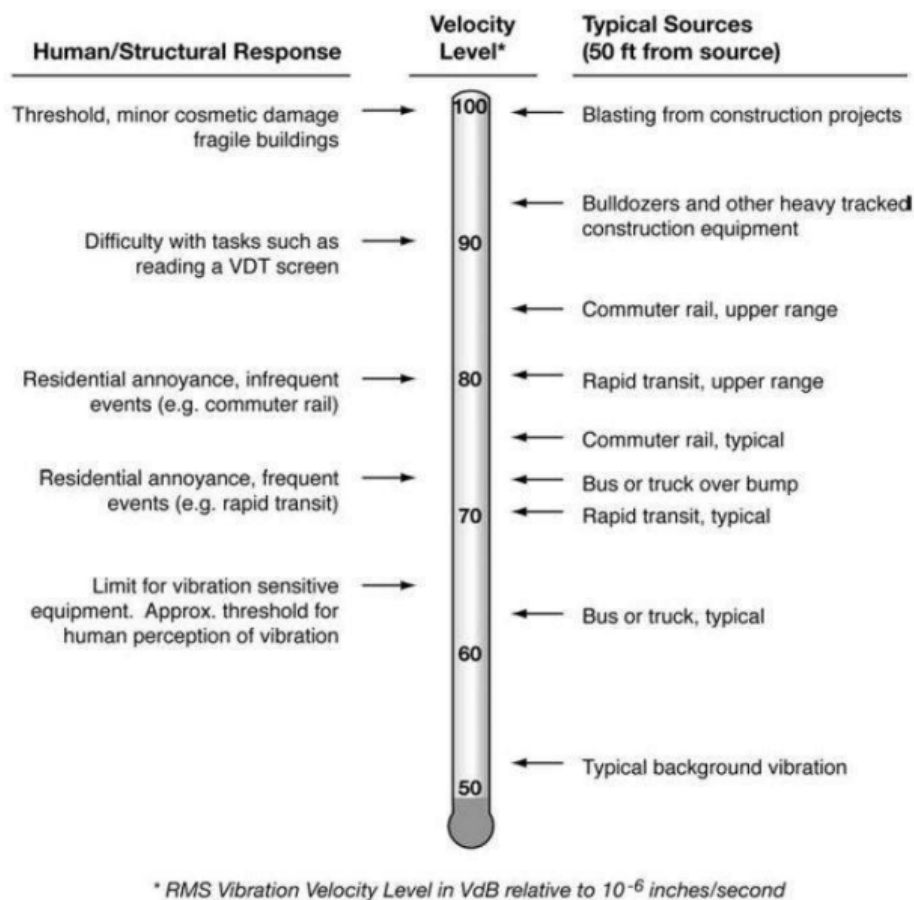 Human/Structural Response
Velocity
Level*
Typical Sources
(50 ft from source)
Threshold, minor cosmetic damage
fragile buildings
100
Blasting from construction projects
Bulldozers and other heavy tracked
construction equipment
Difficulty with tasks such as
reading a VDT screen
90
Commuter rail, upper range
Residential annoyance, infrequent
events (e.g. commuter rail)
80
Rapid transit, upper range
Commuter rail, typical
Residential annoyance, frequent
events (e.g. rapid transit)
Bus or truck over bump
70
Rapid transit, typical
Limit for vibration sensitive
equipment. Approx. threshold for
human perception of vibration
Bus or truck, typical
60
Typical background vibration
50
* RMS Vibration Velocity Level in VdB relative to 10⁻⁶ inches/second